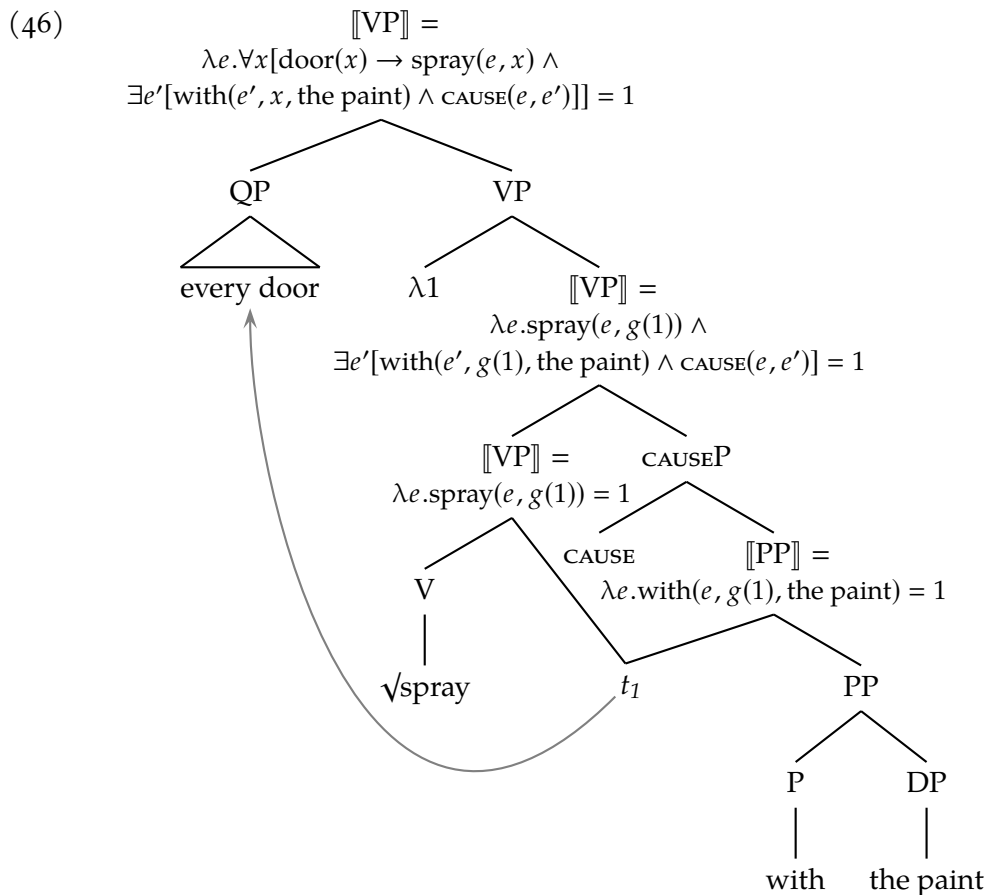 (46)
⟦VP⟧ =
λe.∀x[door(x) → spray(e, x) ∧
∃e′[with(e′, x, the paint) ∧ CAUSE(e, e′)]] = 1
QP VP
every door λ1 ⟦VP⟧ =
λe.spray(e, g(1)) ∧
∃e′[with(e′, g(1), the paint) ∧ CAUSE(e, e′)] = 1
⟦VP⟧ = CAUSEP
λe.spray(e, g(1)) = 1
CAUSE ⟦PP⟧ =
V λe.with(e, g(1), the paint) = 1
√spray t1 PP
P DP
with the paint